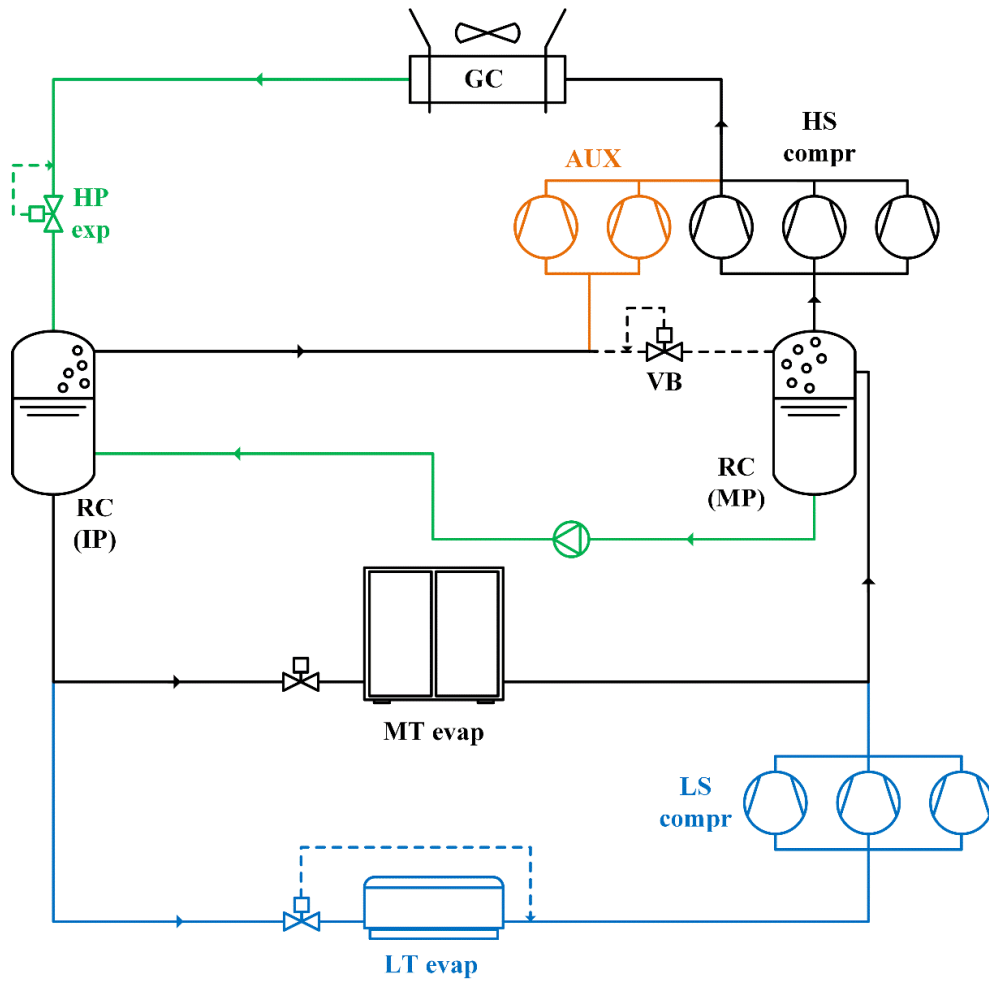 GC
HS
compr
AUX
HP
exp
VB
RC
(IP)
RC
(MP)
MT evap
LS
compr
LT evap